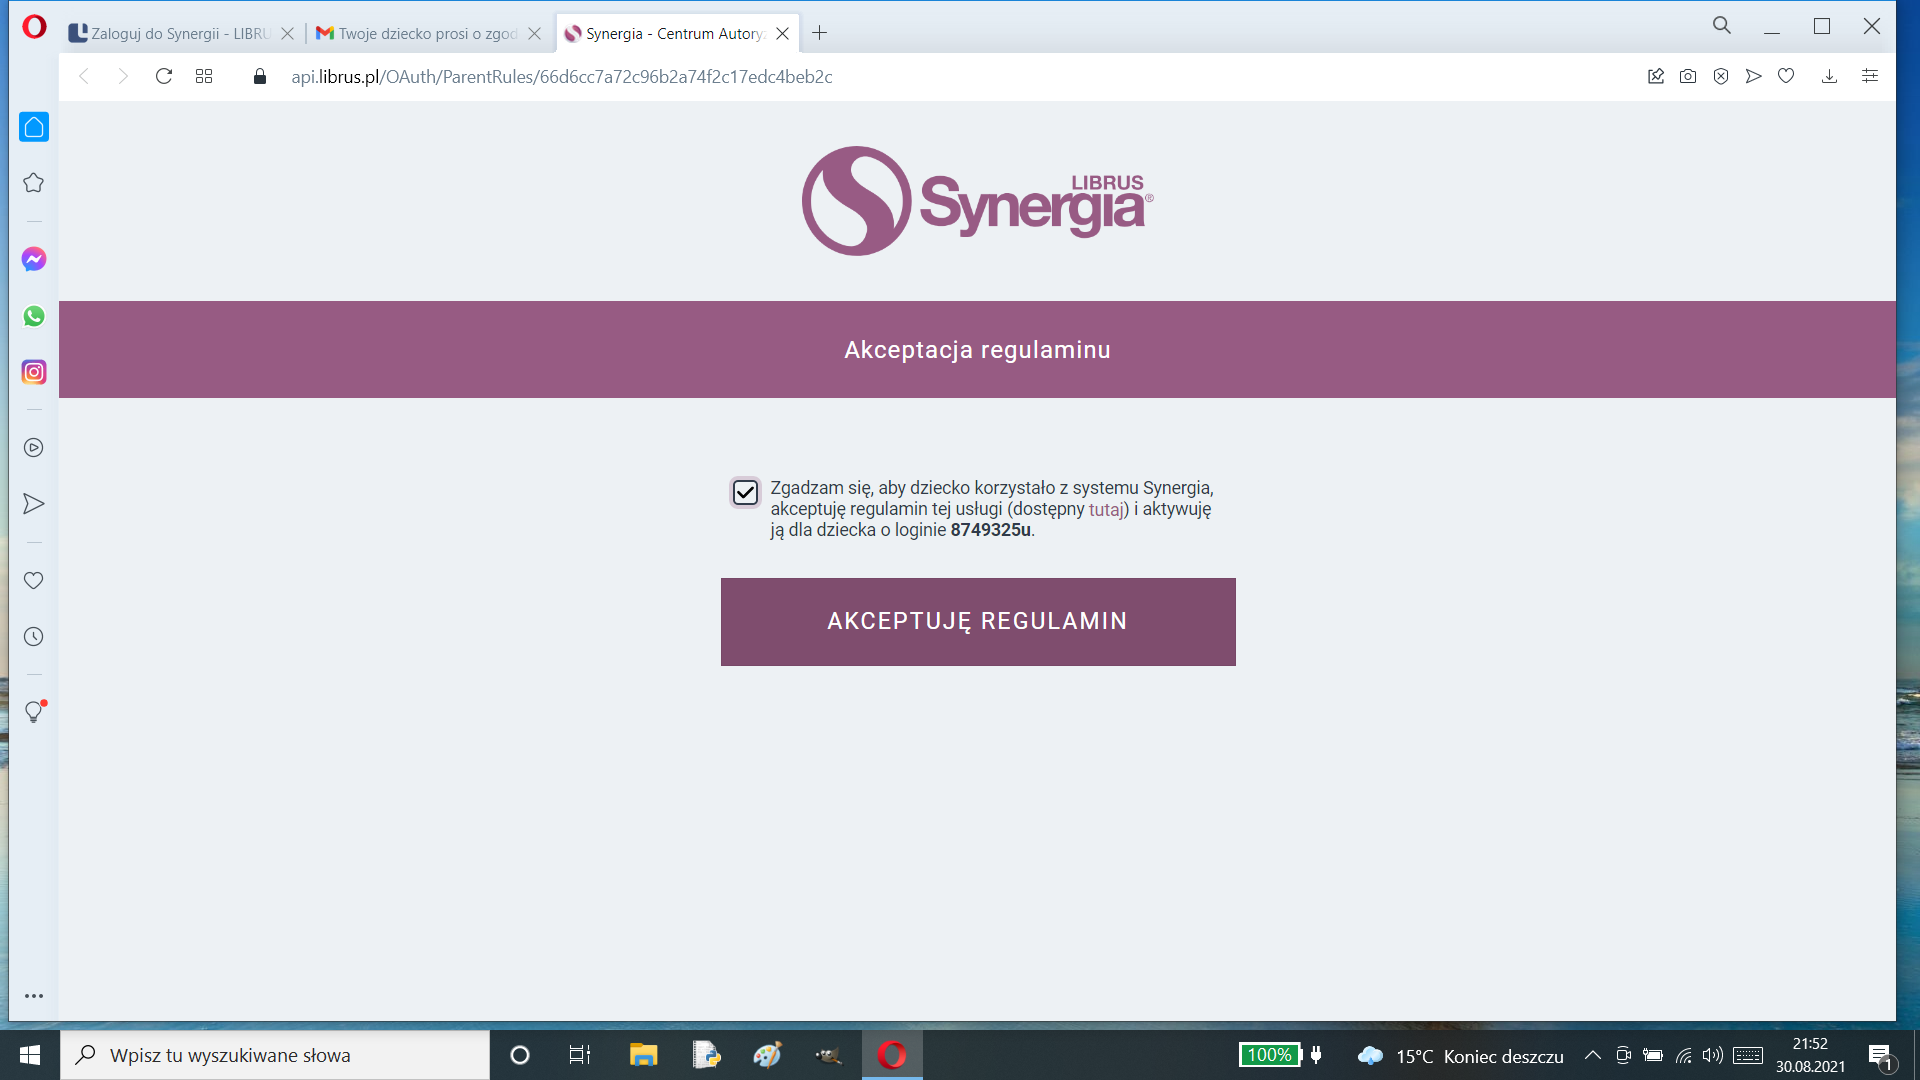 Zaloguj do Synergii - LIBRU
Twoje dziecko prosi o zgod
Synergia - Centrum Autory
api.librus.pl/OAuth/ParentRules/66d6cc7a72c96b2a74f2c17edc4beb2c
LIBRUS
Synergia®
Akceptacja regulaminu
Zgadzam się, aby dziecko korzystało z systemu Synergia,
akceptuję regulamin tej usługi (dostępny tutaj) i aktywuję
ją dla dziecka o loginie 8749325u.
AKCEPTUJĘ REGULAMIN
Wpisz tu wyszukiwane słowa
100%
15°C Koniec deszczu
21:52
30.08.2021
1